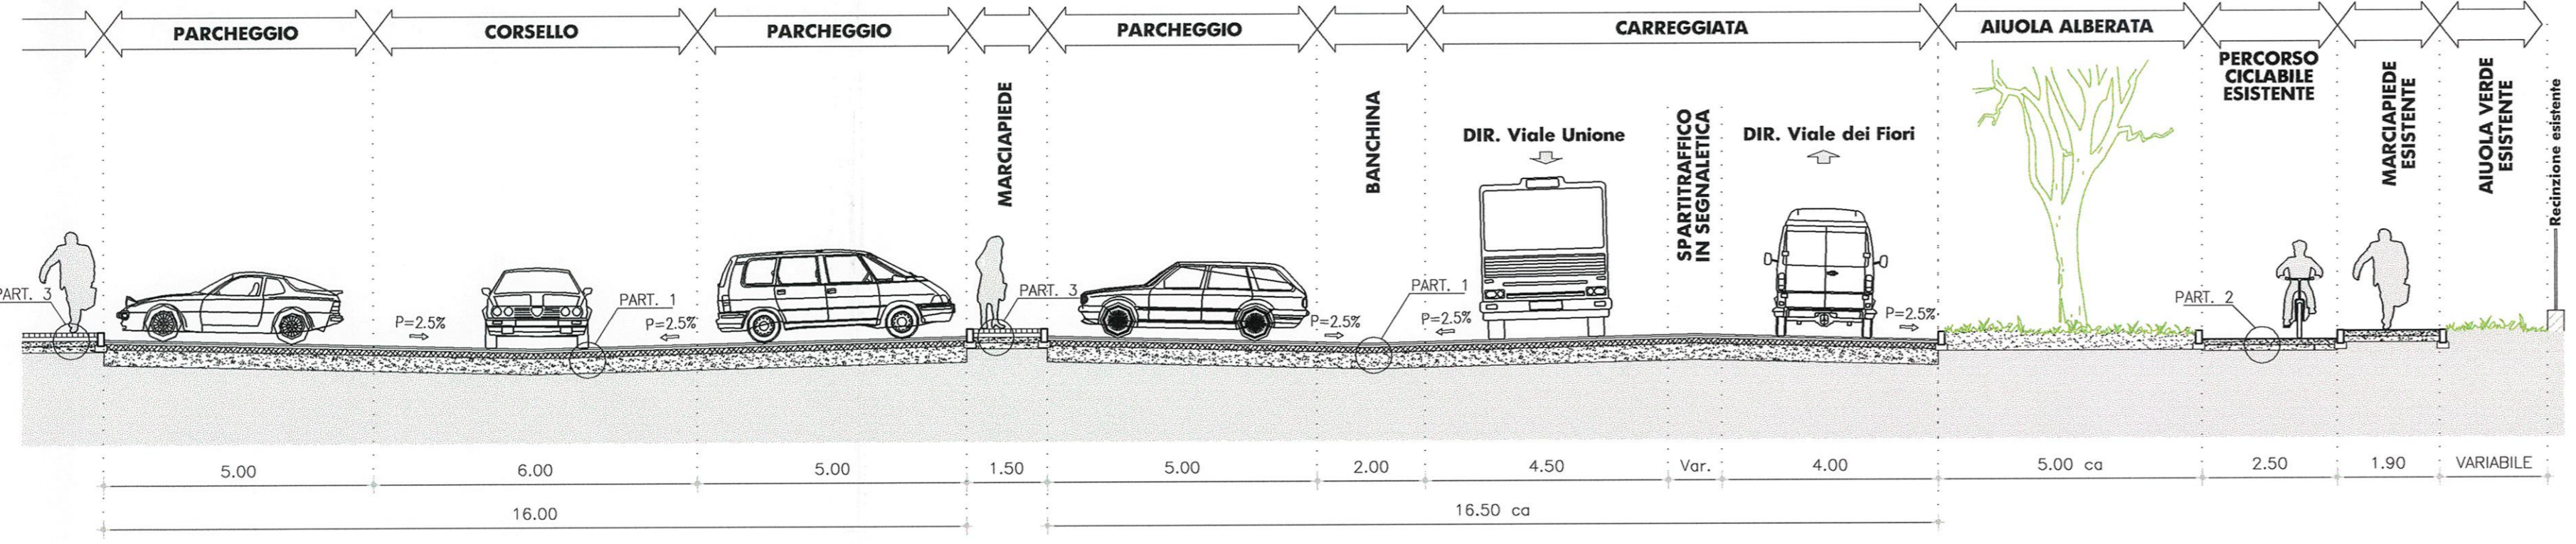 PARCHEGGIO
CORSELLO
PARCHEGGIO
MARCIAPIEDE
PARCHEGGIO
BANCHINA
CARREGGIATA
DIR. Viale Unione
SPARTITRAFFICO
IN SEGNALETICA
DIR. Viale dei Fiori
AIUOLA ALBERATA
PERCORSO
CICLABILE
ESISTENTE
MARCIAPIEDE
ESISTENTE
AIUOLA VERDE
ESISTENTE
Recinzione esistente
PART. 3
P=2.5%
PART. 1
P=2.5%
PART. 3
P=2.5%
PART. 1
P=2.5%
P=2.5%
PART. 2
5.00
6.00
5.00
1.50
5.00
2.00
4.50
Var.
4.00
5.00 ca
2.50
1.90
VARIABILE
16.00
16.50 ca